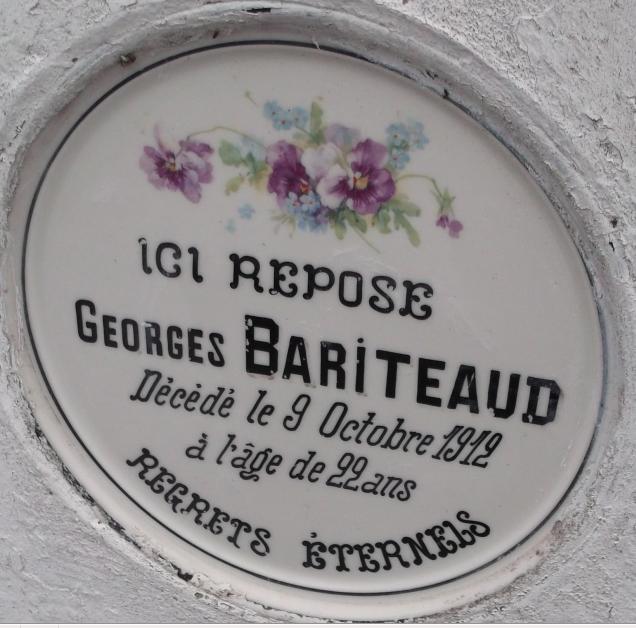 ICI REPOSE
GEORGES BARITEAUD
Décédé le 9 Octobre 1912
à l'âge de 22 ans
REGRETS ÉTERNELS